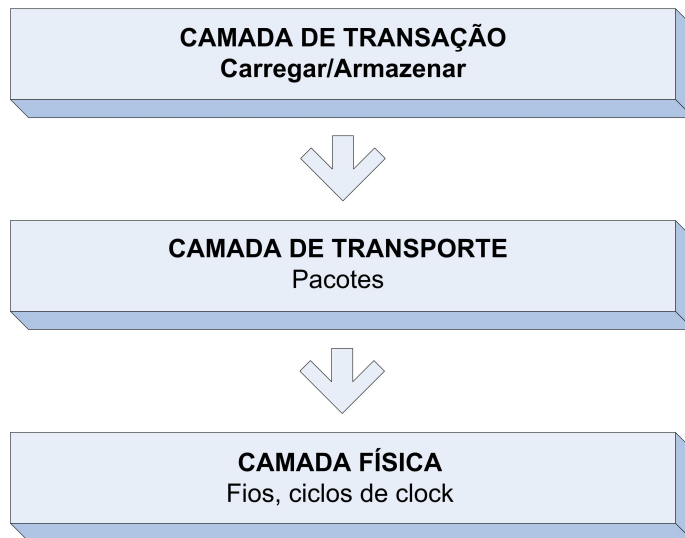 CAMADA DE TRANSAÇÃO
Carregar/Armazenar
CAMADA DE TRANSPORTE
Pacotes
CAMADA FÍSICA
Fios, ciclos de clock